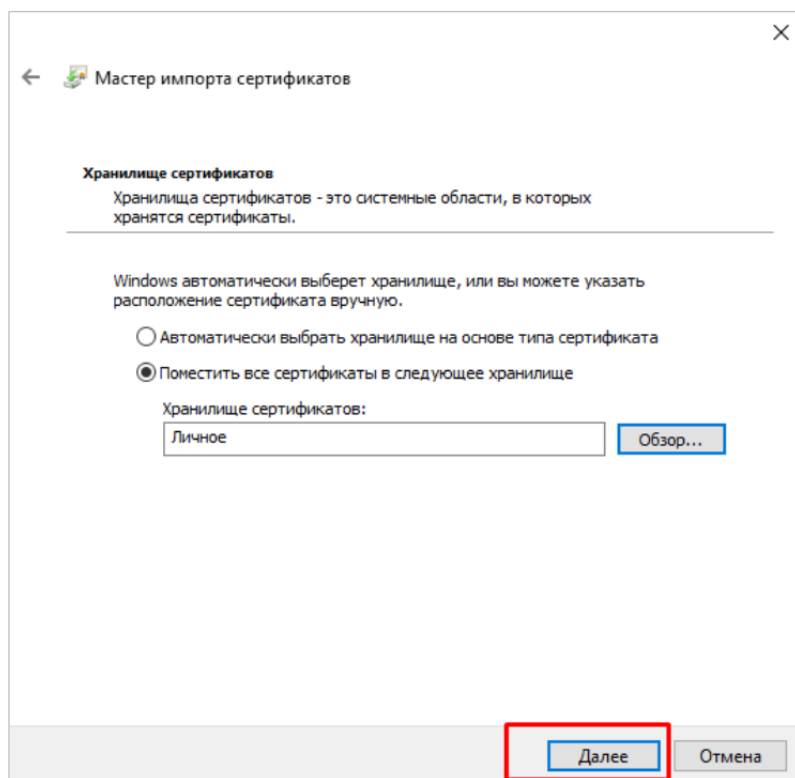 Мастер импорта сертификатов
Хранилище сертификатов
Хранилища сертификатов - это системные области, в которых
хранятся сертификаты.
Windows автоматически выберет хранилище, или вы можете указать
расположение сертификата вручную.
Автоматически выбрать хранилище на основе типа сертификата
Поместить все сертификаты в следующее хранилище
Хранилище сертификатов:
Личное
Обзор...
Далее
Отмена